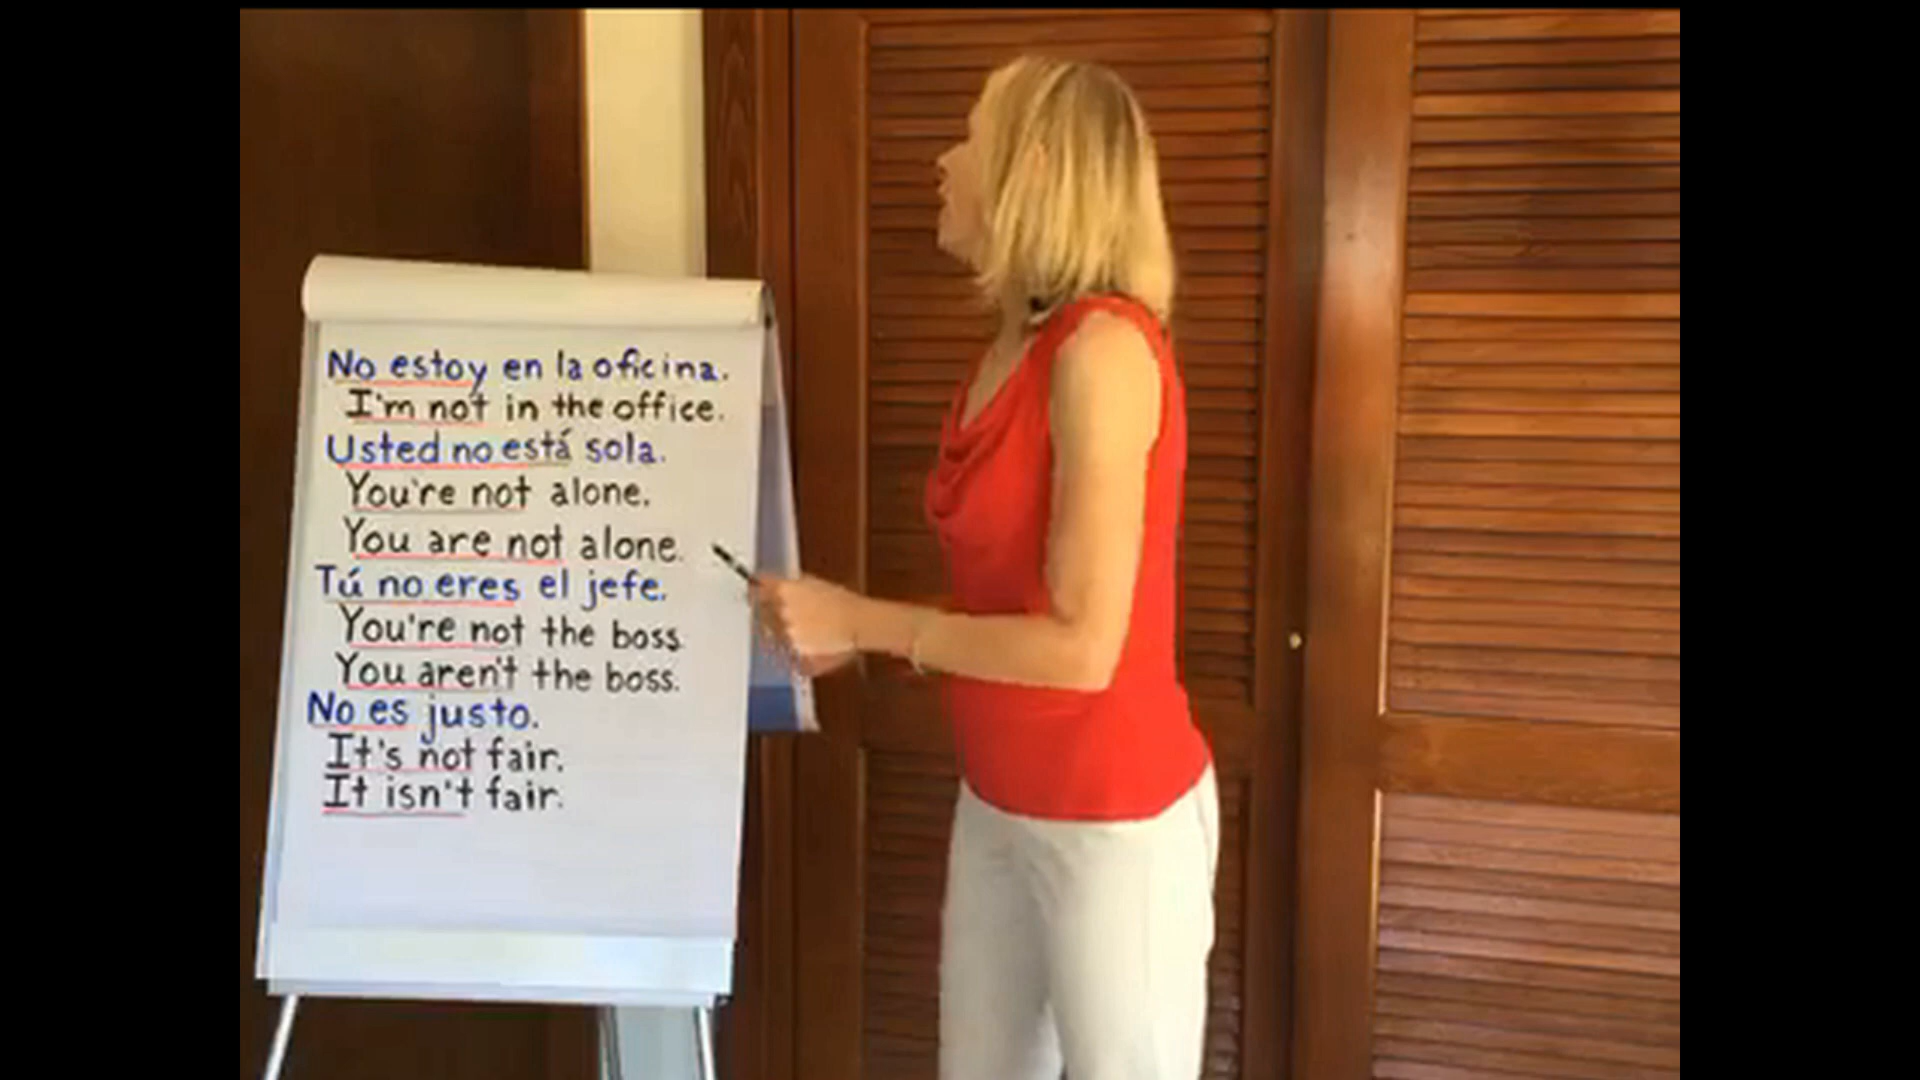 No estoy en la oficina.
I'm not in the office.
Usted no está sola.
You're not alone.
You are not alone.
Tú no eres el jefe.
You're not the boss
You aren't the boss.
No es justo.
It's not fair.
It isn't fair.